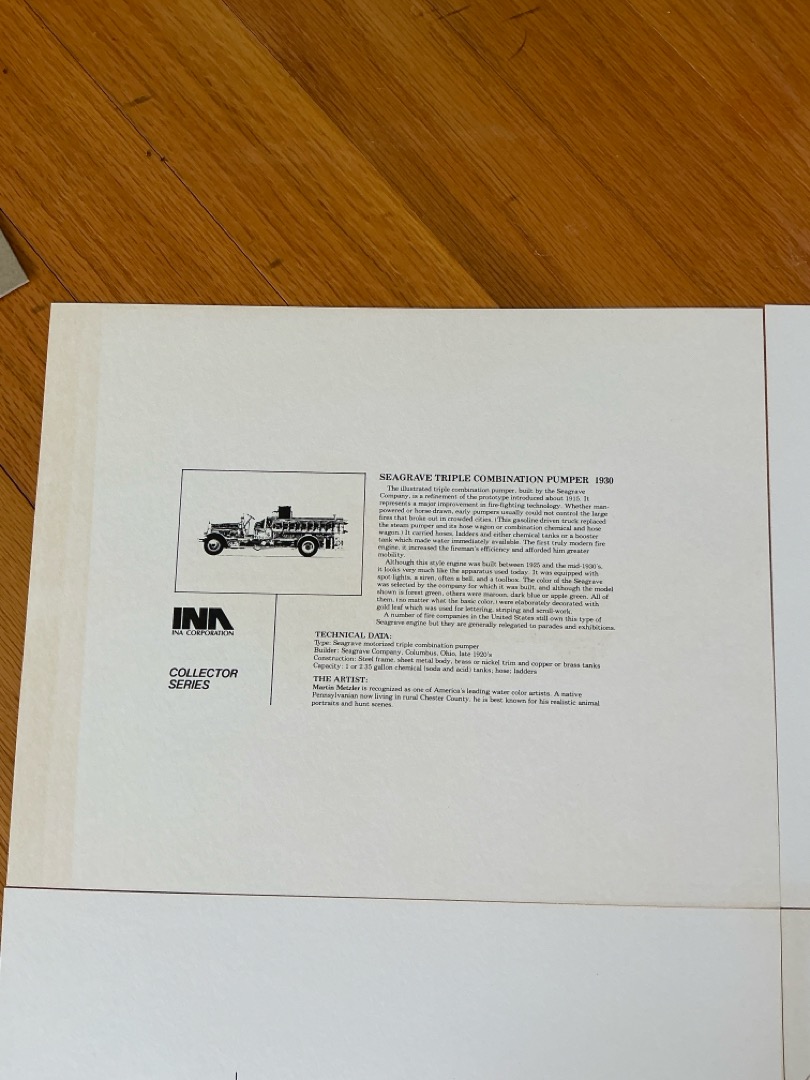 SEAGRAVE TRIPLE COMBINATION PUMPER 1930
The illustrated triple combination pumper, built by the Seagrave
Company, is a refinement of the prototype introduced about 1915. It
represents a major improvement in fire-fighting technology. Whether man-
powered or horse-drawn, early pumpers usually could not control the large
fires that broke out in crowded cities. (This gasoline-driven truck replaced
the steam pumper and its hose wagon or combination chemical and hose
wagon.) It carried hoses, ladders and either chemical tanks or a booster
tank which made water immediately available. The first truly modern fire
engine, it increased the fireman's efficiency and afforded him greater
mobility.
Although this style engine was built between 1925 and the mid-1930's,
it looks very much like the apparatus used today. It was equipped with
spot-lights, a siren, often a bell, and a toolbox. The color of the Seagrave
was selected by the company for which it was built, and although the model
shown is forest green, others were maroon, dark blue or apple green. All of
them, (no matter what the basic color,) were elaborately decorated with
gold leaf which was used for lettering, striping and scroll-work.
A number of fire companies in the United States still own this type of
Seagrave engine but they are generally relegated to parades and exhibitions.
INA
INA CORPORATION
COLLECTOR
SERIES
TECHNICAL DATA:
Type: Seagrave motorized triple combination pumper
Builder: Seagrave Company, Columbus, Ohio, late 1920's
Construction: Steel frame, sheet metal body, brass or nickel trim and copper or brass tanks
Capacity: 1 or 2 35 gallon chemical (soda and acid) tanks; hose; ladders
THE ARTIST:
Martin Metzler is recognized as one of America's leading water color artists. A native
Pennsylvanian now living in rural Chester County, he is best known for his realistic animal
portraits and hunt scenes.